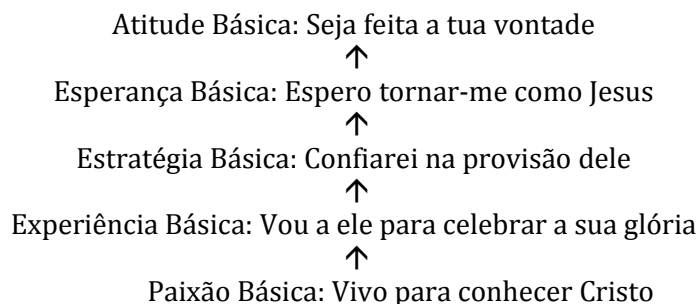 Atitude Básica: Seja feita a tua vontade
↑
Esperança Básica: Espero tornar-me como Jesus
↑
Estratégia Básica: Confiarei na provisão dele
↑
Experiência Básica: Vou a ele para celebrar a sua glória
↑
Paixão Básica: Vivo para conhecer Cristo